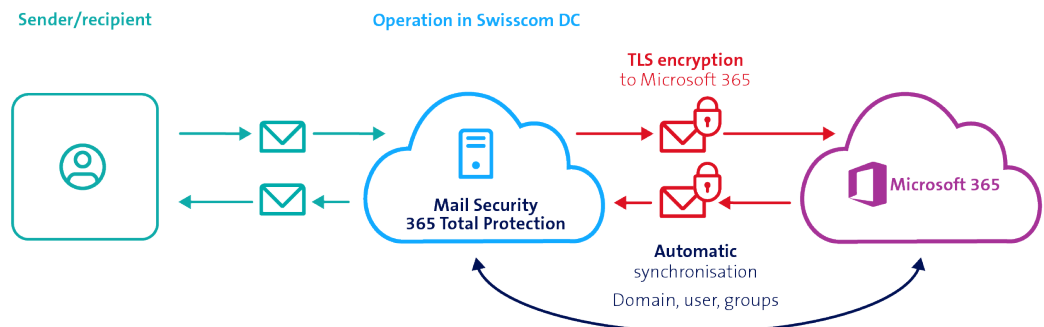 Sender/recipient
Operation in Swisscom DC
TLS encryption
to Microsoft 365
Microsoft 365
Mail Security
365 Total Protection
Automatic
synchronisation
Domain, user, groups